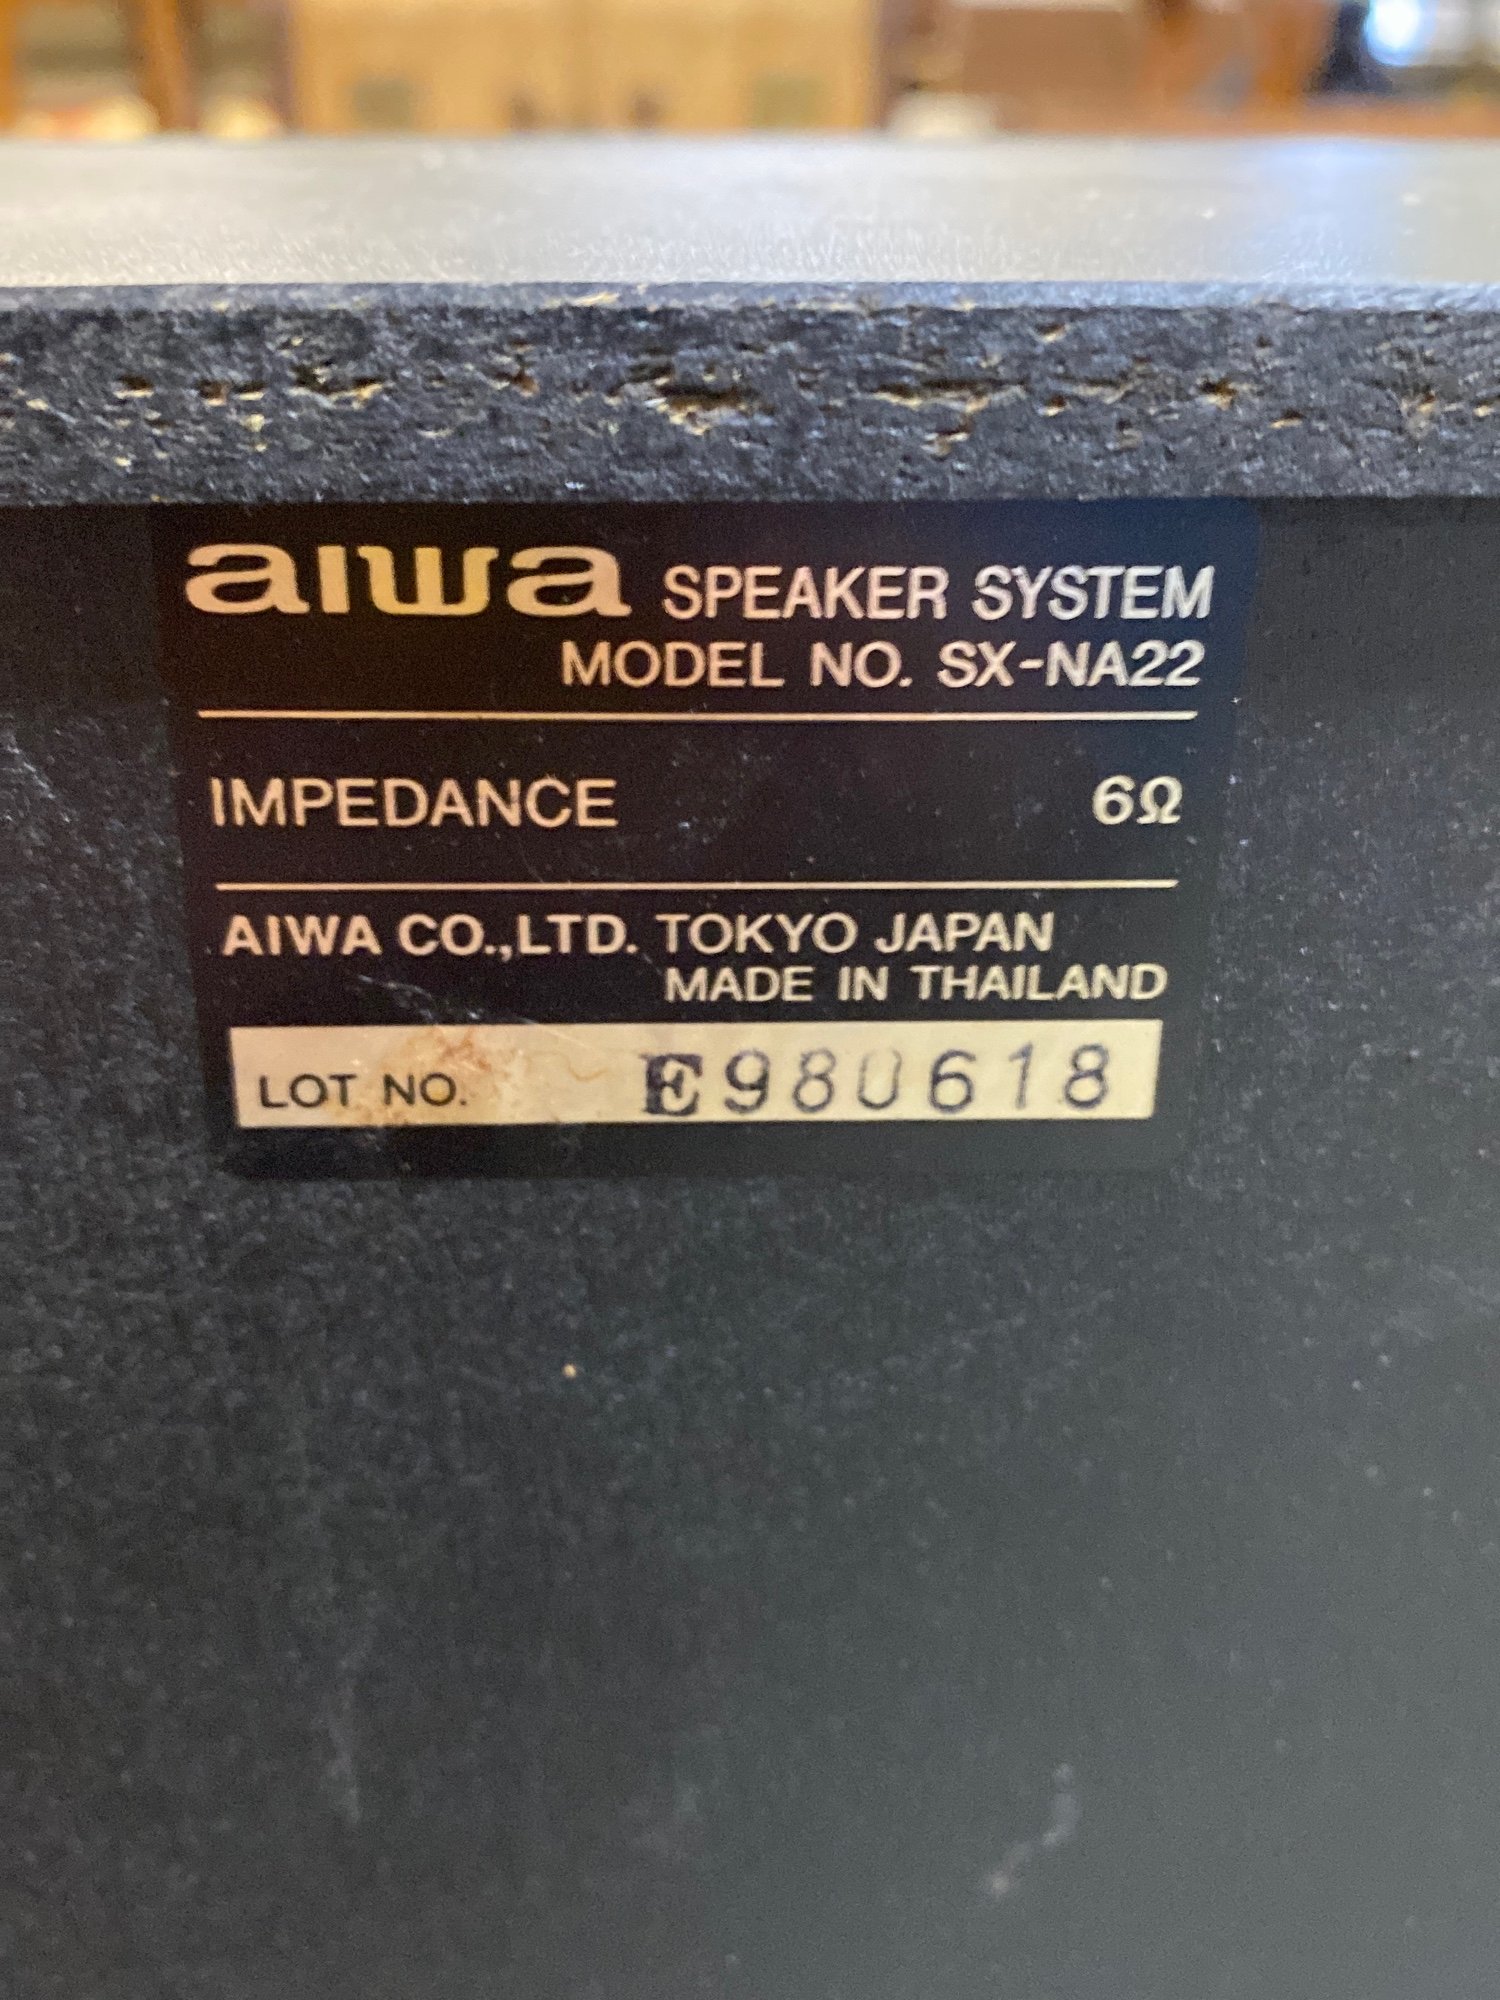 aiwa SPEAKER SYSTEM
MODEL NO. SX-NA22
IMPEDANCE 6Ω
AIWA CO.,LTD. TOKYO JAPAN
MADE IN THAILAND
LOT NO. E980618